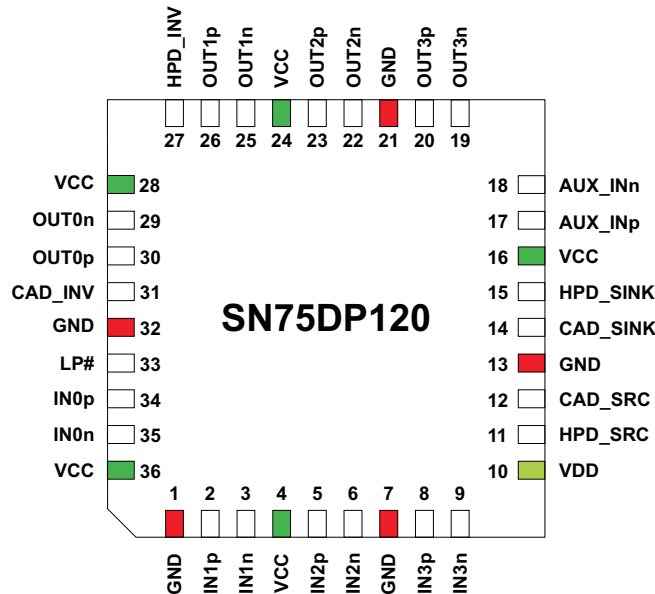 HPD_INV
OUT1p
OUT1n
VCC
OUT2p
OUT2n
GND
OUT3p
OUT3n
27 26 25 24 23 22 21 20 19
VCC 28
OUT0n 29
OUT0p 30
CAD_INV 31
GND 32
LP# 33
IN0p 34
IN0n 35
VCC 36
SN75DP120
18 AUX_INn
17 AUX_INp
16 VCC
15 HPD_SINK
14 CAD_SINK
13 GND
12 CAD_SRC
11 HPD_SRC
10 VDD
1 2 3 4 5 6 7 8 9
GND
IN1p
IN1n
VCC
IN2p
IN2n
GND
IN3p
IN3n